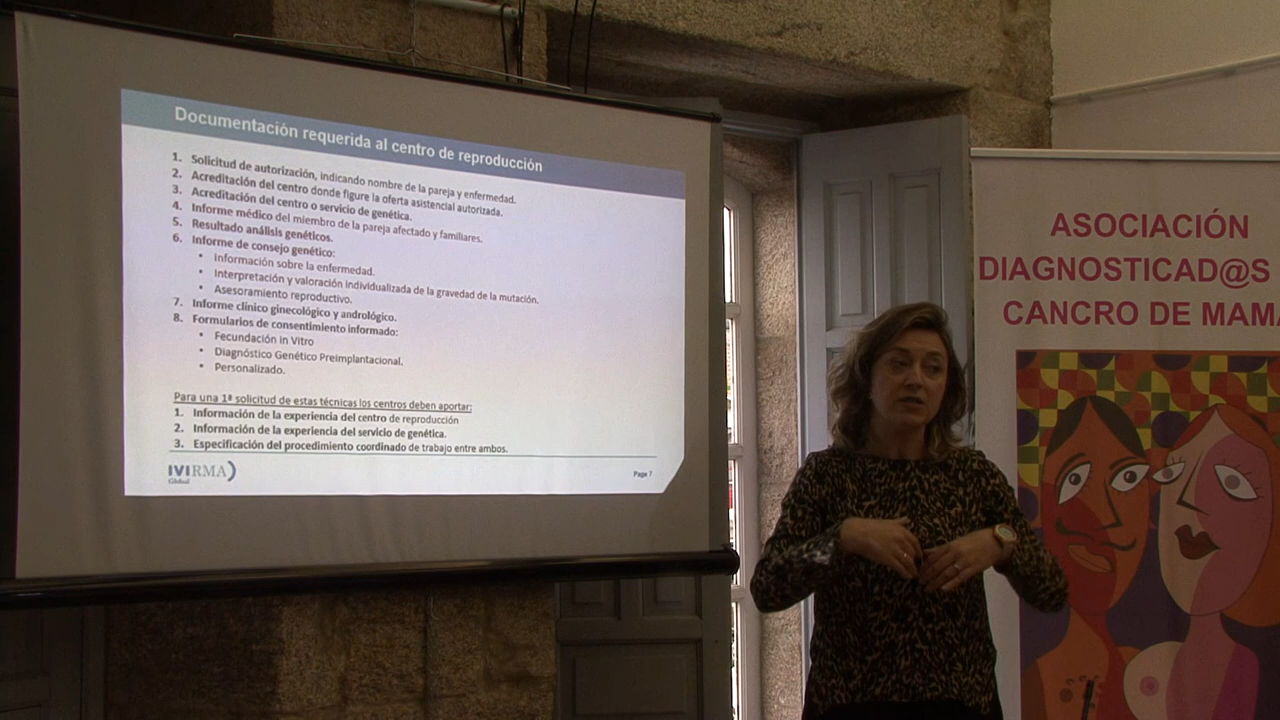 Documentación requerida al centro de reproducción
1. Solicitud de autorización, indicando nombre de la pareja y enfermedad.
2. Acreditación del centro donde figure la oferta asistencial autorizada.
3. Acreditación del centro o servicio de genética.
4. Informe médico del miembro de la pareja afectado y familiares.
5. Resultado análisis genéticos.
6. Informe de consejo genético:
• Información sobre la enfermedad.
• Interpretación y valoración individualizada de la gravedad de la mutación.
• Asesoramiento reproductivo.
7. Informe clínico ginecológico y andrológico.
8. Formularios de consentimiento informado:
• Fecundación in Vitro
• Diagnóstico Genético Preimplantacional.
• Personalizado.
Para una 1ª solicitud de estas técnicas los centros deben aportar:
1. Información de la experiencia del centro de reproducción
2. Información de la experiencia del servicio de genética.
3. Especificación del procedimiento coordinado de trabajo entre ambos.
IVIRMA
Global
Page 7
ASOCIACIÓN
DIAGNOSTICAD@S
CANCRO DE MAMA